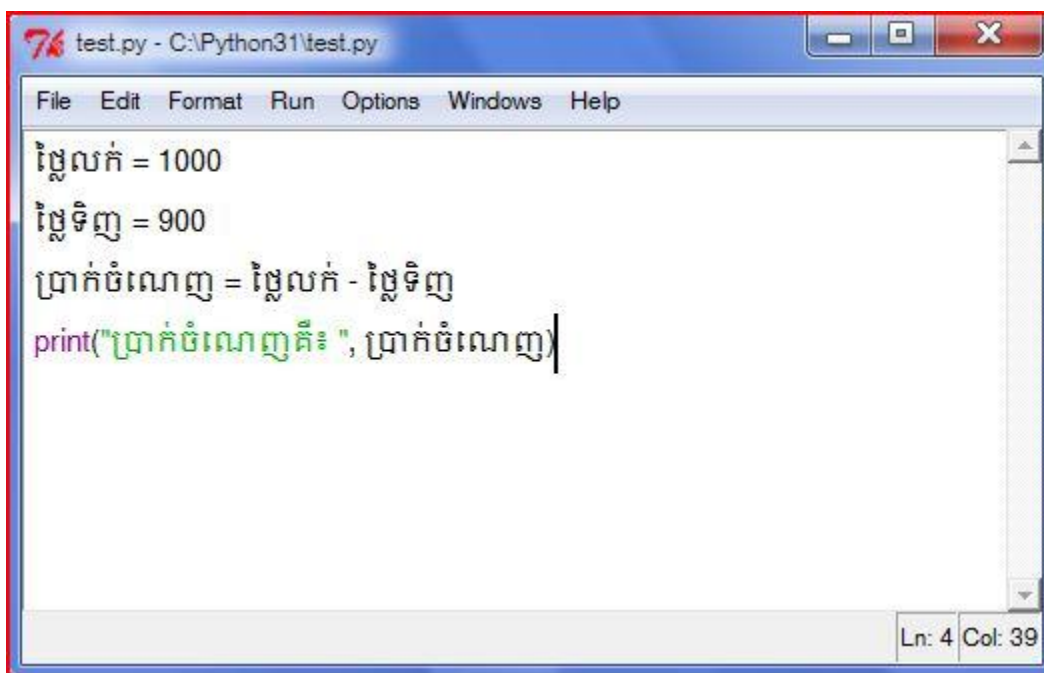 test.py - C:\Python31\test.py
File Edit Format Run Options Windows Help
ថ្លៃលក់ = 1000
ថ្លៃទិញ = 900
ប្រាក់ចំណេញ = ថ្លៃលក់ - ថ្លៃទិញ
print("ប្រាក់ចំណេញគឺ៖ ", ប្រាក់ចំណេញ)
Ln: 4 Col: 39